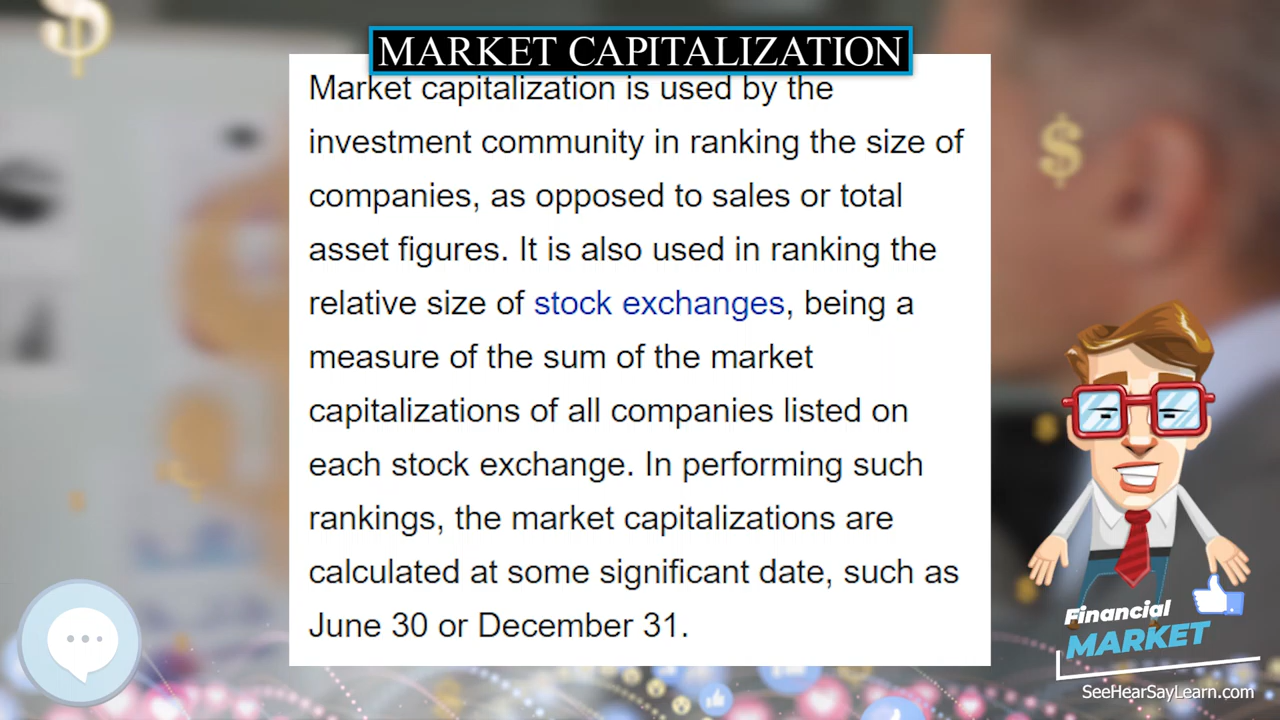 MARKET CAPITALIZATION
Market capitalization is used by the
investment community in ranking the size of
companies, as opposed to sales or total
asset figures. It is also used in ranking the
relative size of stock exchanges, being a
measure of the sum of the market
capitalizations of all companies listed on
each stock exchange. In performing such
rankings, the market capitalizations are
calculated at some significant date, such as
June 30 or December 31.
Financial
MARKET
SeeHearSayLearn.com